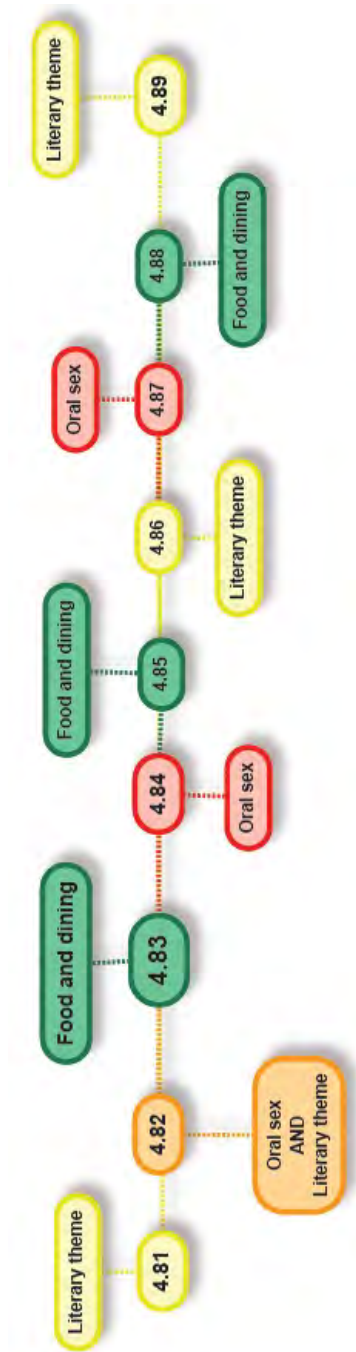 Literary theme
4.81
4.82
Oral sex
AND
Literary theme
Food and dining
4.83
4.84
Oral sex
Food and dining
4.85
4.86
Literary theme
Oral sex
4.87
4.88
Food and dining
Literary theme
4.89